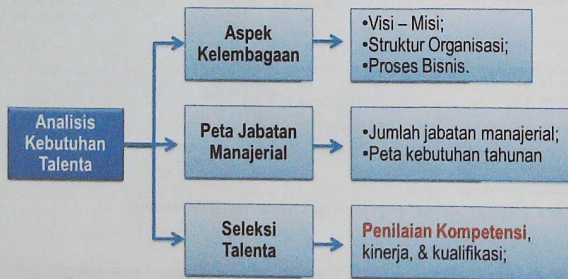 Analisis
Kebutuhan
Talenta
Aspek
Kelembagaan
•Visi – Misi;
•Struktur Organisasi;
•Proses Bisnis.
Peta Jabatan
Manajerial
•Jumlah jabatan manajerial;
•Peta kebutuhan tahunan
Seleksi
Talenta
Penilaian Kompetensi,
kinerja, & kualifikasi;